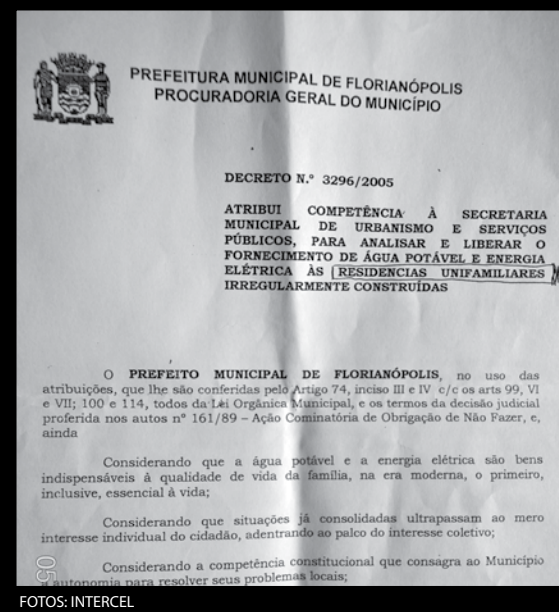 PREFEITURA MUNICIPAL DE FLORIANÓPOLIS
PROCURADORIA GERAL DO MUNICÍPIO
DECRETO N.º 3296/2005
ATRIBUI COMPETÊNCIA À SECRETARIA
MUNICIPAL DE URBANISMO E SERVIÇOS
PÚBLICOS, PARA ANALISAR E LIBERAR O
FORNECIMENTO DE ÁGUA POTÁVEL E ENERGIA
ELÉTRICA ÀS RESIDENCIAS UNIFAMILIARES
IRREGULARMENTE CONSTRUÍDAS
O PREFEITO MUNICIPAL DE FLORIANÓPOLIS, no uso das
atribuições, que lhe são conferidas pelo Artigo 74, inciso III e IV c/c os arts 99, VI
e VII; 100 e 114, todos da Lei Orgânica Municipal, e os termos da decisão judicial
proferida nos autos nº 161/89 – Ação Cominatória de Obrigação de Não Fazer, e,
ainda
Considerando que a água potável e a energia elétrica são bens
indispensáveis à qualidade de vida da família, na era moderna, o primeiro,
inclusive, essencial à vida;
Considerando que situações já consolidadas ultrapassam ao mero
interesse individual do cidadão, adentrando ao palco do interesse coletivo;
Considerando a competência constitucional que consagra ao Município
a autonomia para resolver seus problemas locais;
05
FOTOS: INTERCEL